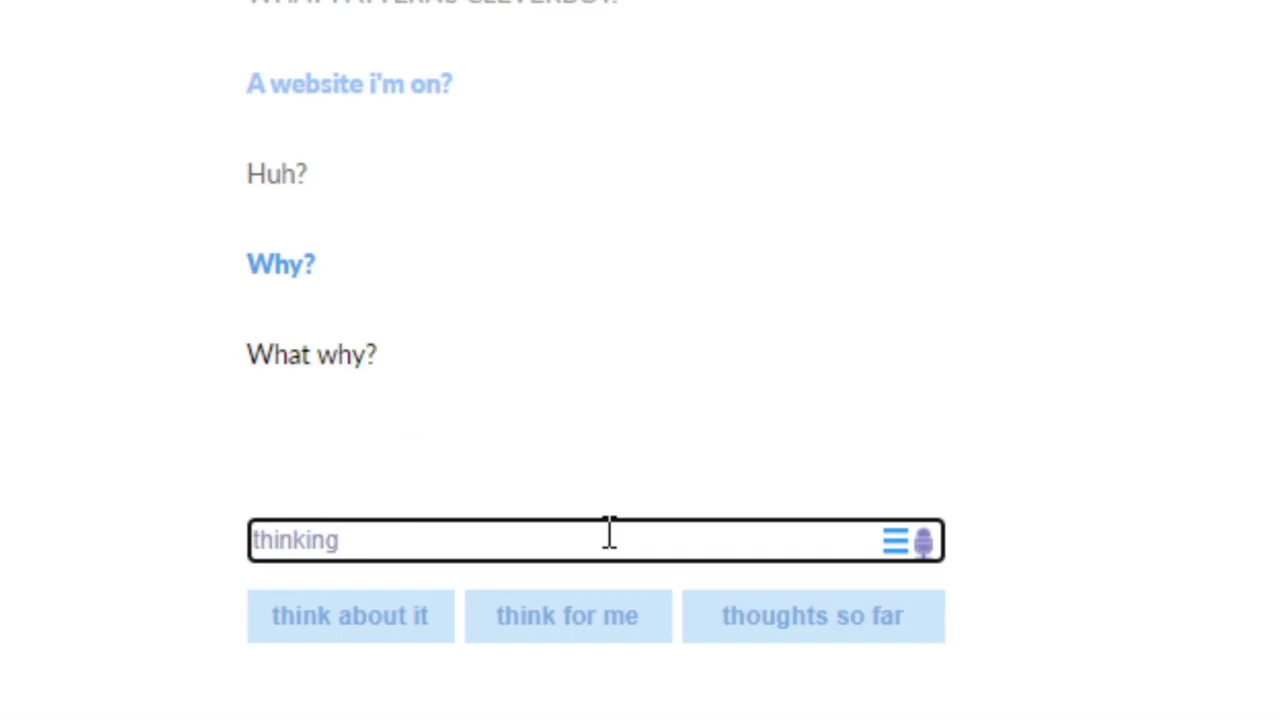 A website i'm on?
Huh?
Why?
What why?
thinking
think about it
think for me
thoughts so far